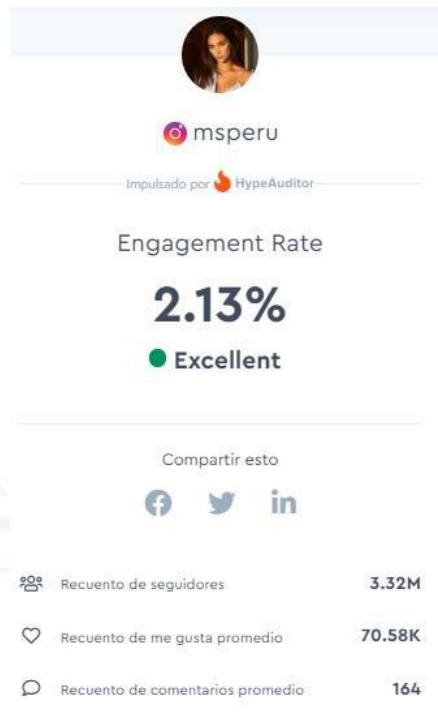 msperu
Impulsado por HypeAuditor
Engagement Rate
2.13%
Excellent
Compartir esto
Recuento de seguidores 3.32M
Recuento de me gusta promedio 70.58K
Recuento de comentarios promedio 164